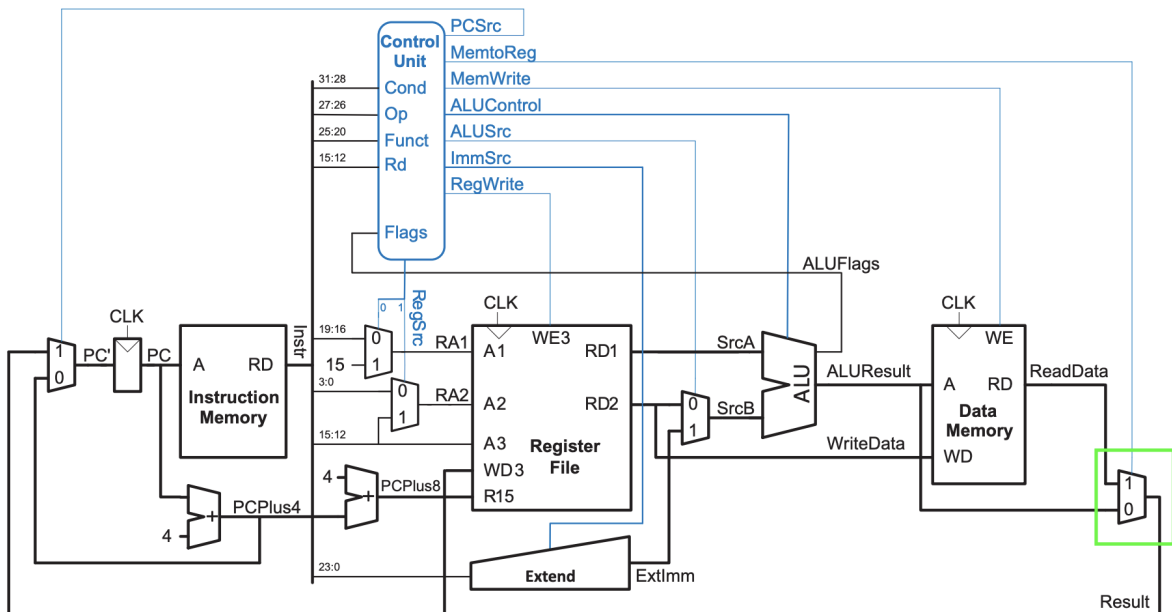 PCSrc
Control
Unit
MemtoReg
MemWrite
31:28
Cond
ALUControl
27:26
Op
ALUSrc
25:20
Funct
ImmSrc
15:12
Rd
RegWrite
Flags
ALUFlags
0 1
RegSrc
CLK
CLK
CLK
Instr
19:16
0
RA1
WE3
WE
1
PC'
PC
A
RD
15
1
A1
RD1
SrcA
0
3:0
0
RA2
A2
RD2
0
SrcB
ALU
ALUResult
A
RD
ReadData
Instruction
Memory
1
1
Data
Memory
15:12
A3
Register
File
WriteData
WD
4
WD3
1
PCPlus8
R15
0
+
4
+
PCPlus4
23:0
Extend
ExtImm
Result